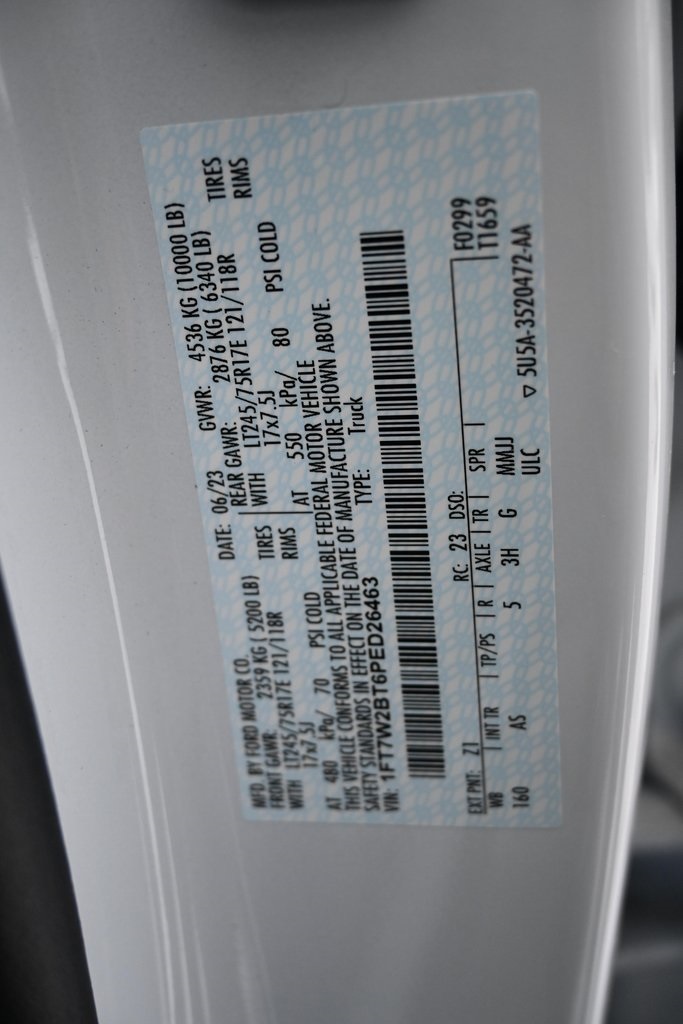 MFD. BY FORD MOTOR CO. DATE: 06/23 GVWR: 4536 KG (10000 LB)
FRONT GAWR: 2359 KG ( 5200 LB) REAR GAWR: 2876 KG ( 6340 LB)
WITH LT245/75R17E 121/118R TIRES WITH LT245/75R17E 121/118R TIRES
17x7.5J RIMS 17x7.5J RIMS
AT 480 kPa/ 70 PSI COLD AT 550 kPa/ 80 PSI COLD
THIS VEHICLE CONFORMS TO ALL APPLICABLE FEDERAL MOTOR VEHICLE
SAFETY STANDARDS IN EFFECT ON THE DATE OF MANUFACTURE SHOWN ABOVE.
VIN: 1FT7W2BT6PED26463 TYPE: Truck
F0299
EXT PNT: Z1 RC: 23 DSO: T1659
WB | INT TR | TP/PS | R | AXLE | TR | SPR |
160 AS 5 3H G MMUJ
ULC ▽ 5U5A-3520472-AA